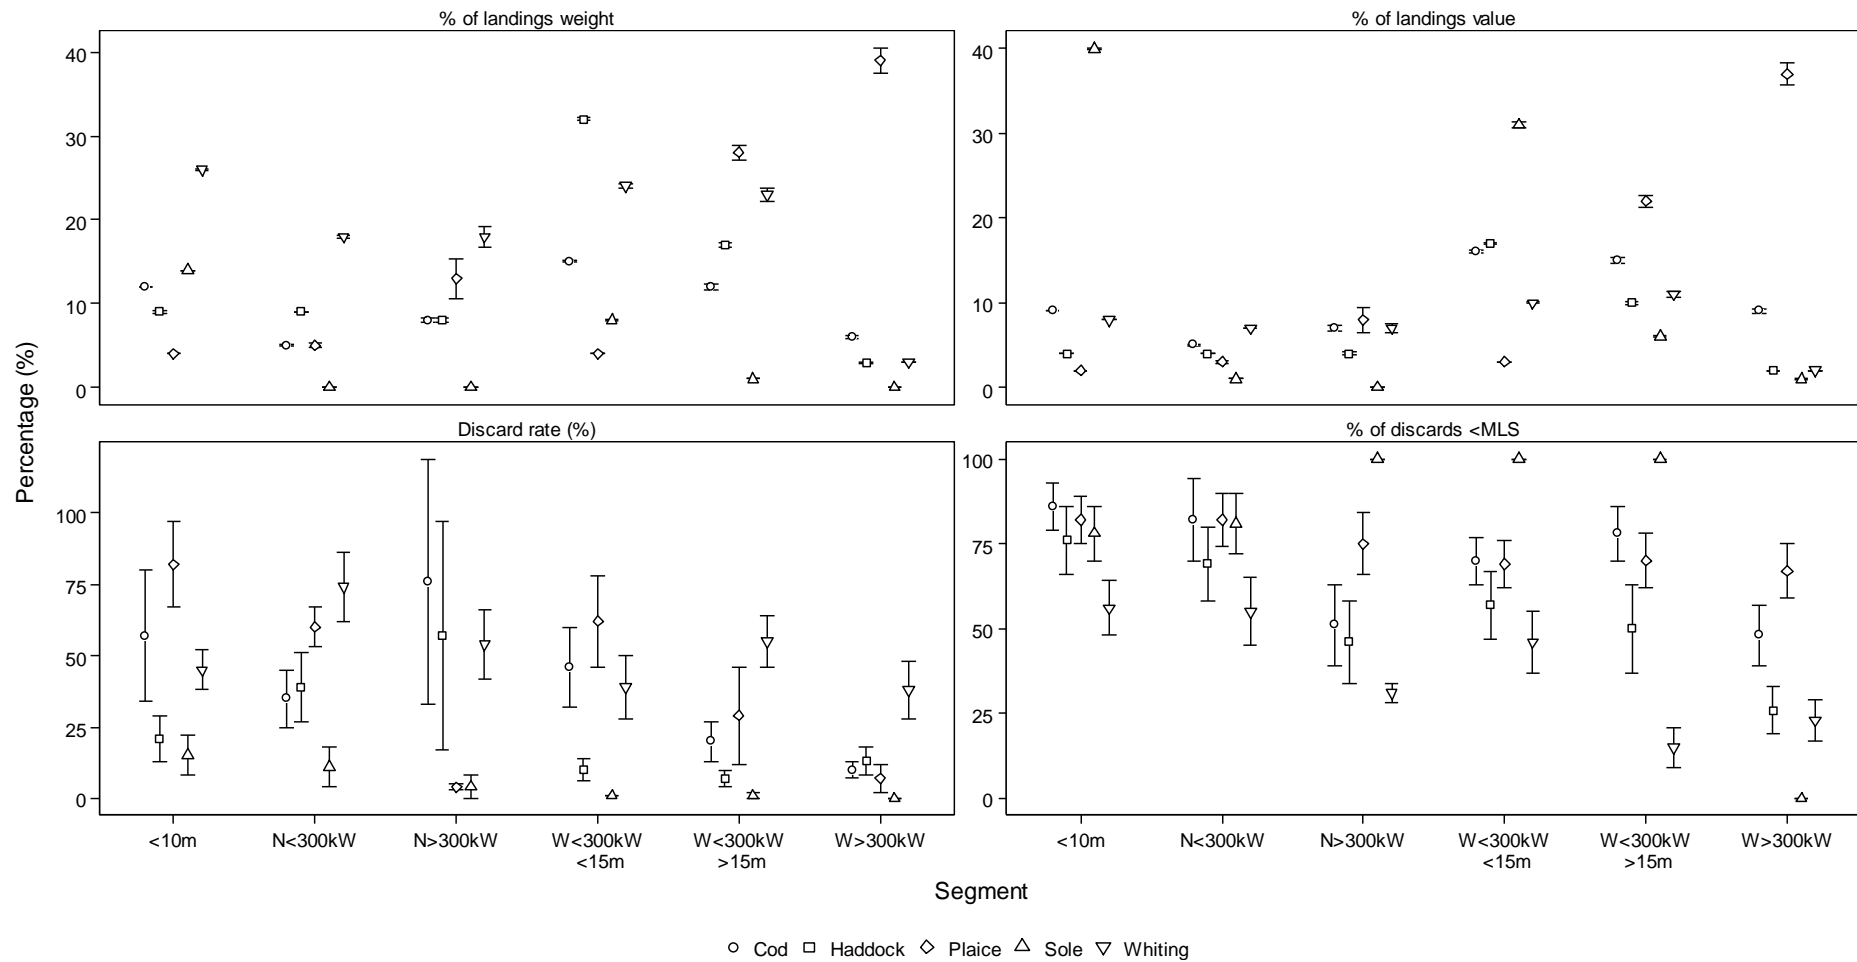 % of landings weight
% of landings value
40
30
20
10
0
40
30
20
10
0
Percentage (%)
Discard rate (%)
% of discards <MLS
100
75
50
25
0
100
75
50
25
0
<10m
N<300kW
N>300kW
W<300kW
<15m
W<300kW
>15m
W>300kW
<10m
N<300kW
N>300kW
W<300kW
<15m
W<300kW
>15m
W>300kW
Segment
Cod Haddock Plaice Sole Whiting